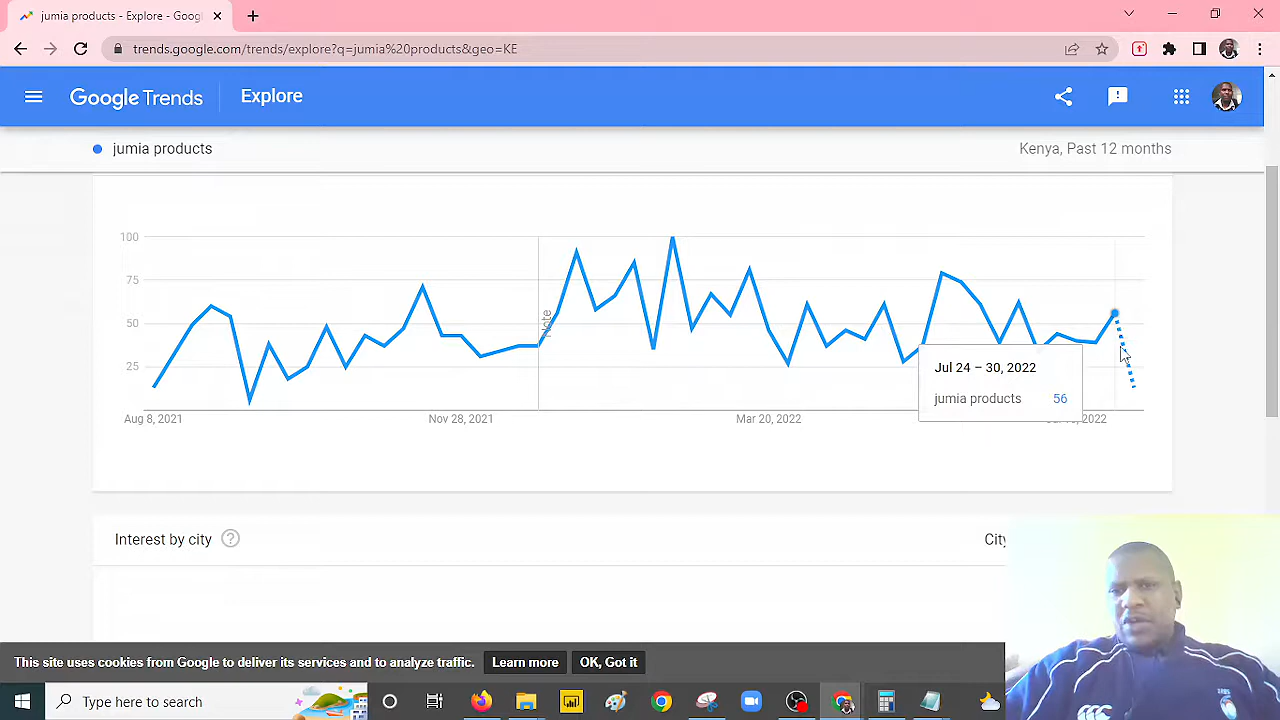 jumia products - Explore - Goog
trends.google.com/trends/explore?q=jumia%20products&geo=KE
Google Trends
Explore
jumia products
Kenya, Past 12 months
100
75
50
25
Note
Jul 24 – 30, 2022
jumia products 56
Aug 8, 2021
Nov 28, 2021
Mar 20, 2022
2022
Interest by city
City
This site uses cookies from Google to deliver its services and to analyze traffic.
Learn more
OK, Got it
Type here to search